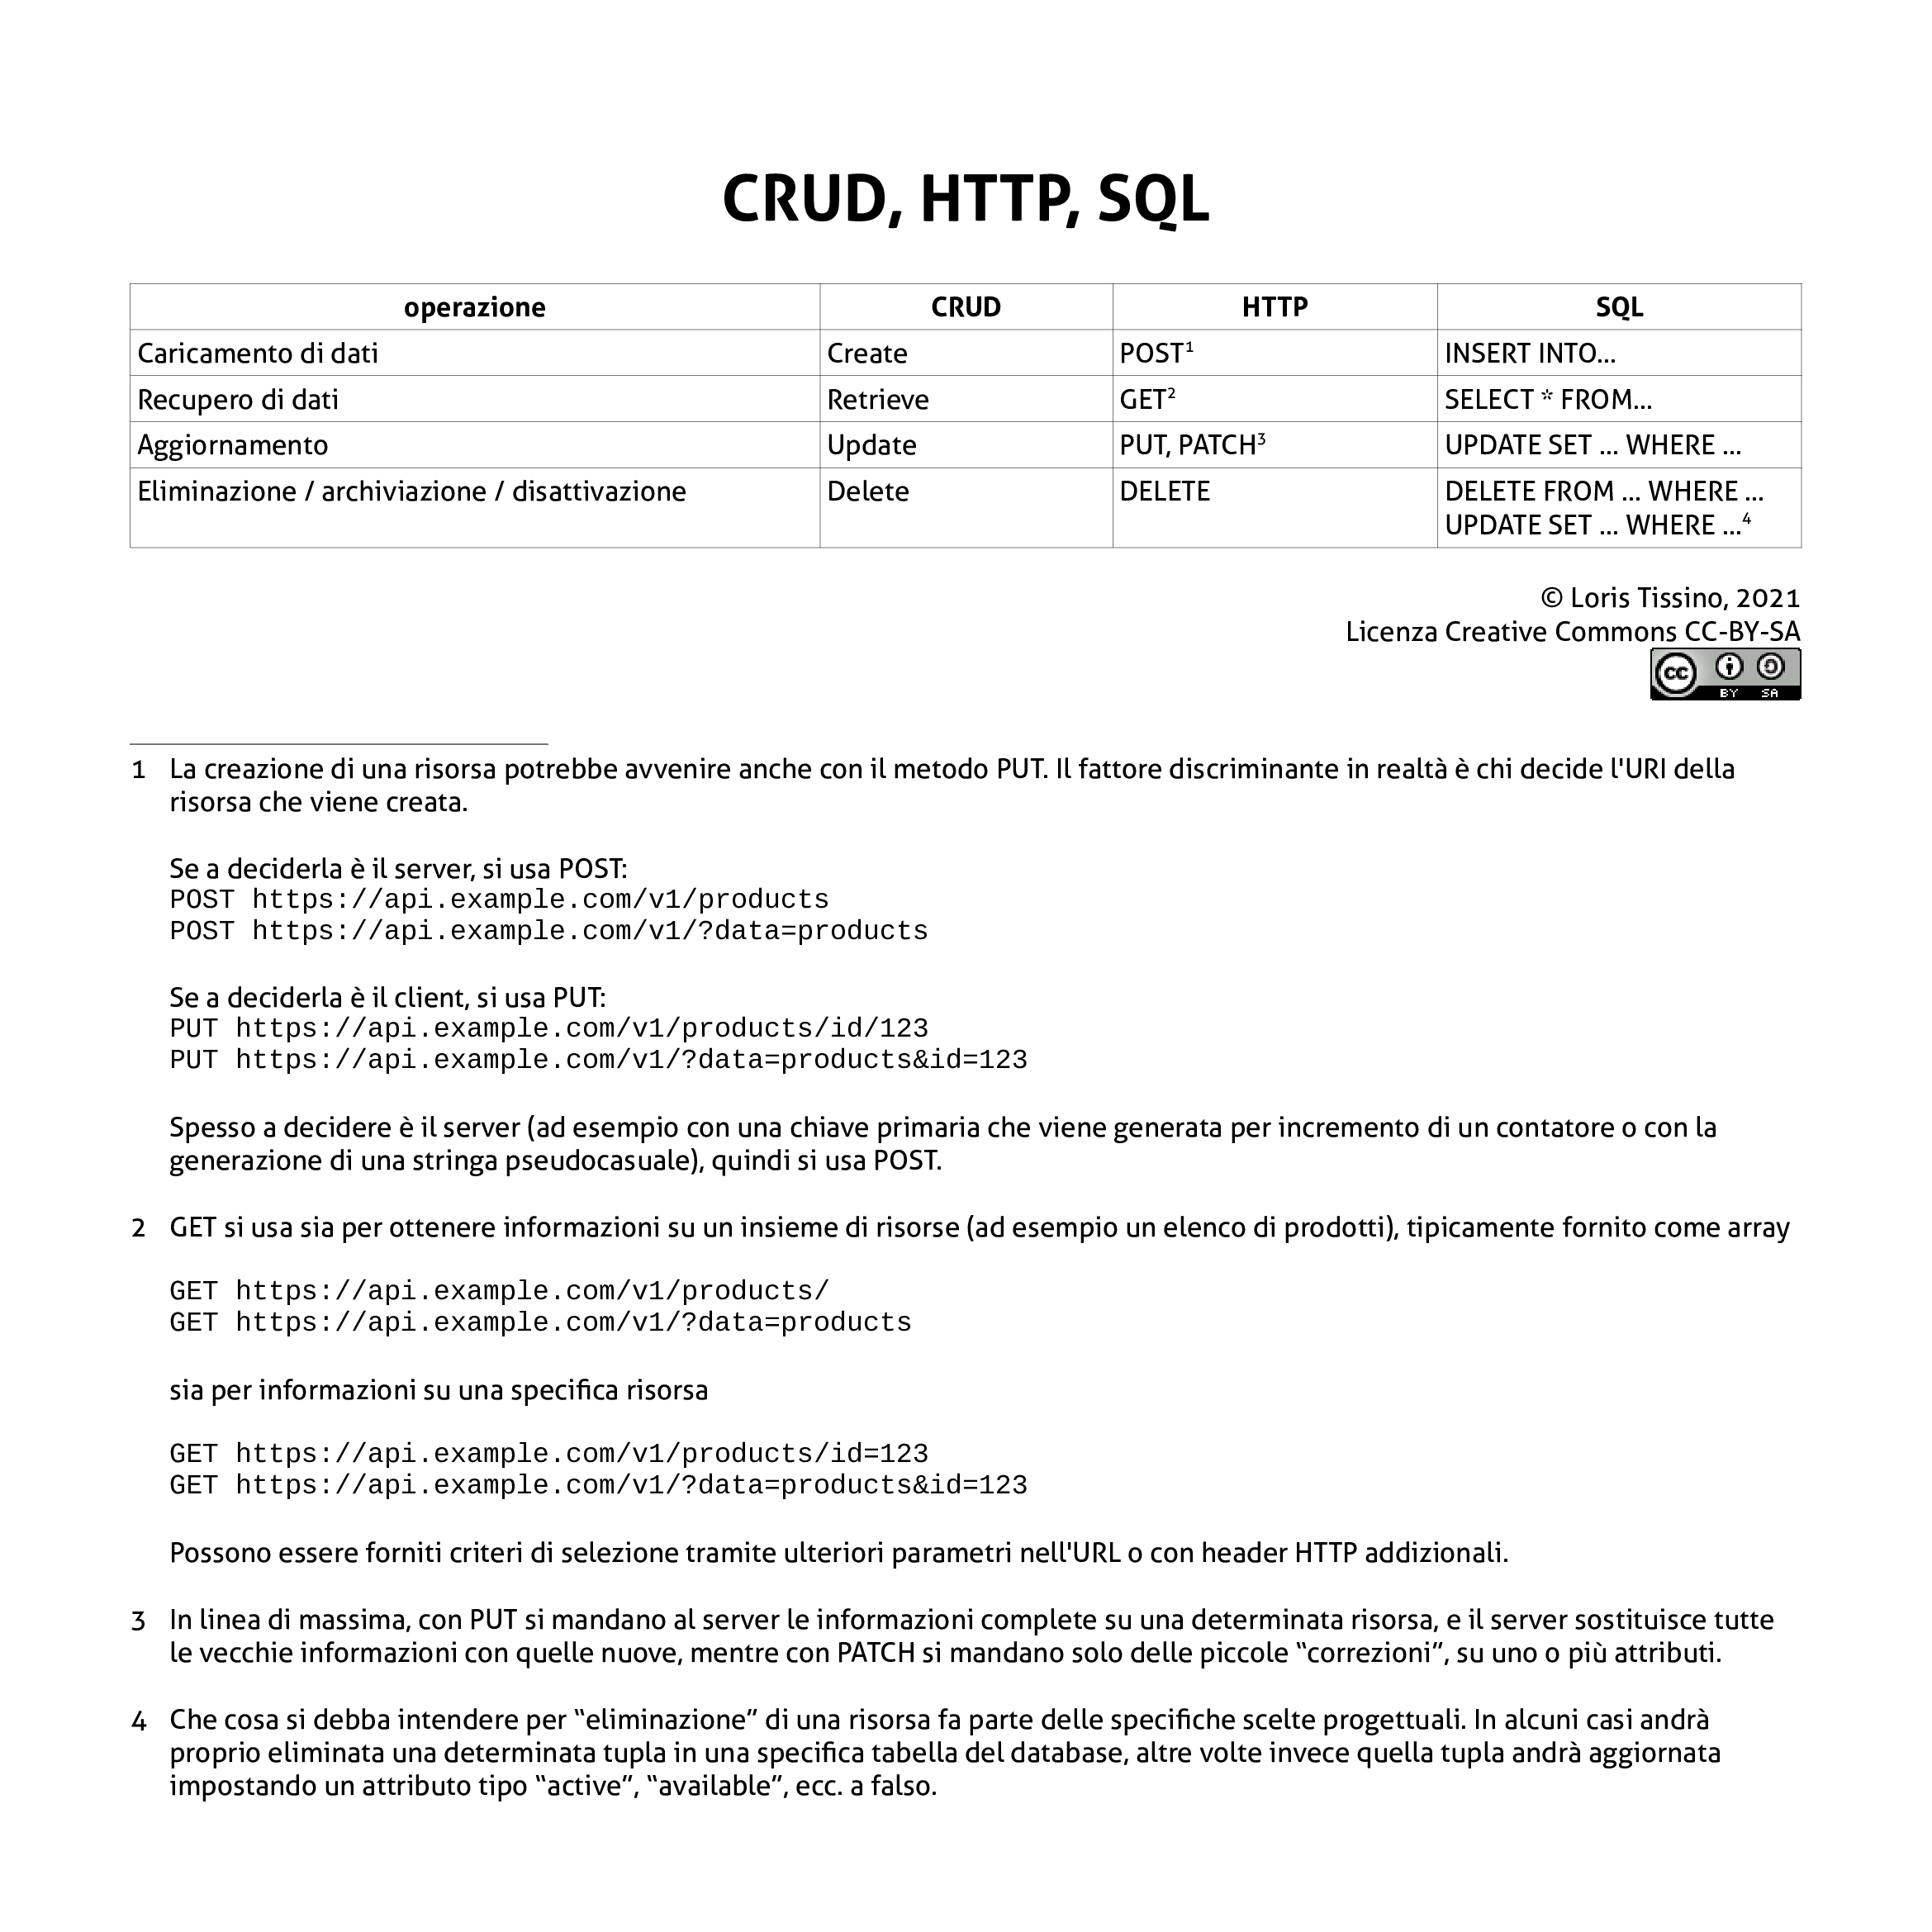 CRUD, HTTP, SQL
operazione CRUD HTTP SQL
Caricamento di dati Create POST¹ INSERT INTO...
Recupero di dati Retrieve GET² SELECT * FROM...
Aggiornamento Update PUT, PATCH³ UPDATE SET ... WHERE ...
Eliminazione / archiviazione / disattivazione Delete DELETE DELETE FROM ... WHERE ...
UPDATE SET ... WHERE ...⁴
© Loris Tissino, 2021
Licenza Creative Commons CC-BY-SA
cc BY SA
1 La creazione di una risorsa potrebbe avvenire anche con il metodo PUT. Il fattore discriminante in realtà è chi decide l'URI della
risorsa che viene creata.
Se a deciderla è il server, si usa POST:
POST https://api.example.com/v1/products
POST https://api.example.com/v1/?data=products
Se a deciderla è il client, si usa PUT:
PUT https://api.example.com/v1/products/id/123
PUT https://api.example.com/v1/?data=products&id=123
Spesso a decidere è il server (ad esempio con una chiave primaria che viene generata per incremento di un contatore o con la
generazione di una stringa pseudocasuale), quindi si usa POST.
2 GET si usa sia per ottenere informazioni su un insieme di risorse (ad esempio un elenco di prodotti), tipicamente fornito come array
GET https://api.example.com/v1/products/
GET https://api.example.com/v1/?data=products
sia per informazioni su una specifica risorsa
GET https://api.example.com/v1/products/id=123
GET https://api.example.com/v1/?data=products&id=123
Possono essere forniti criteri di selezione tramite ulteriori parametri nell'URL o con header HTTP addizionali.
3 In linea di massima, con PUT si mandano al server le informazioni complete su una determinata risorsa, e il server sostituisce tutte
le vecchie informazioni con quelle nuove, mentre con PATCH si mandano solo delle piccole “correzioni”, su uno o più attributi.
4 Che cosa si debba intendere per “eliminazione” di una risorsa fa parte delle specifiche scelte progettuali. In alcuni casi andrà
proprio eliminata una determinata tupla in una specifica tabella del database, altre volte invece quella tupla andrà aggiornata
impostando un attributo tipo “active”, “available”, ecc. a falso.